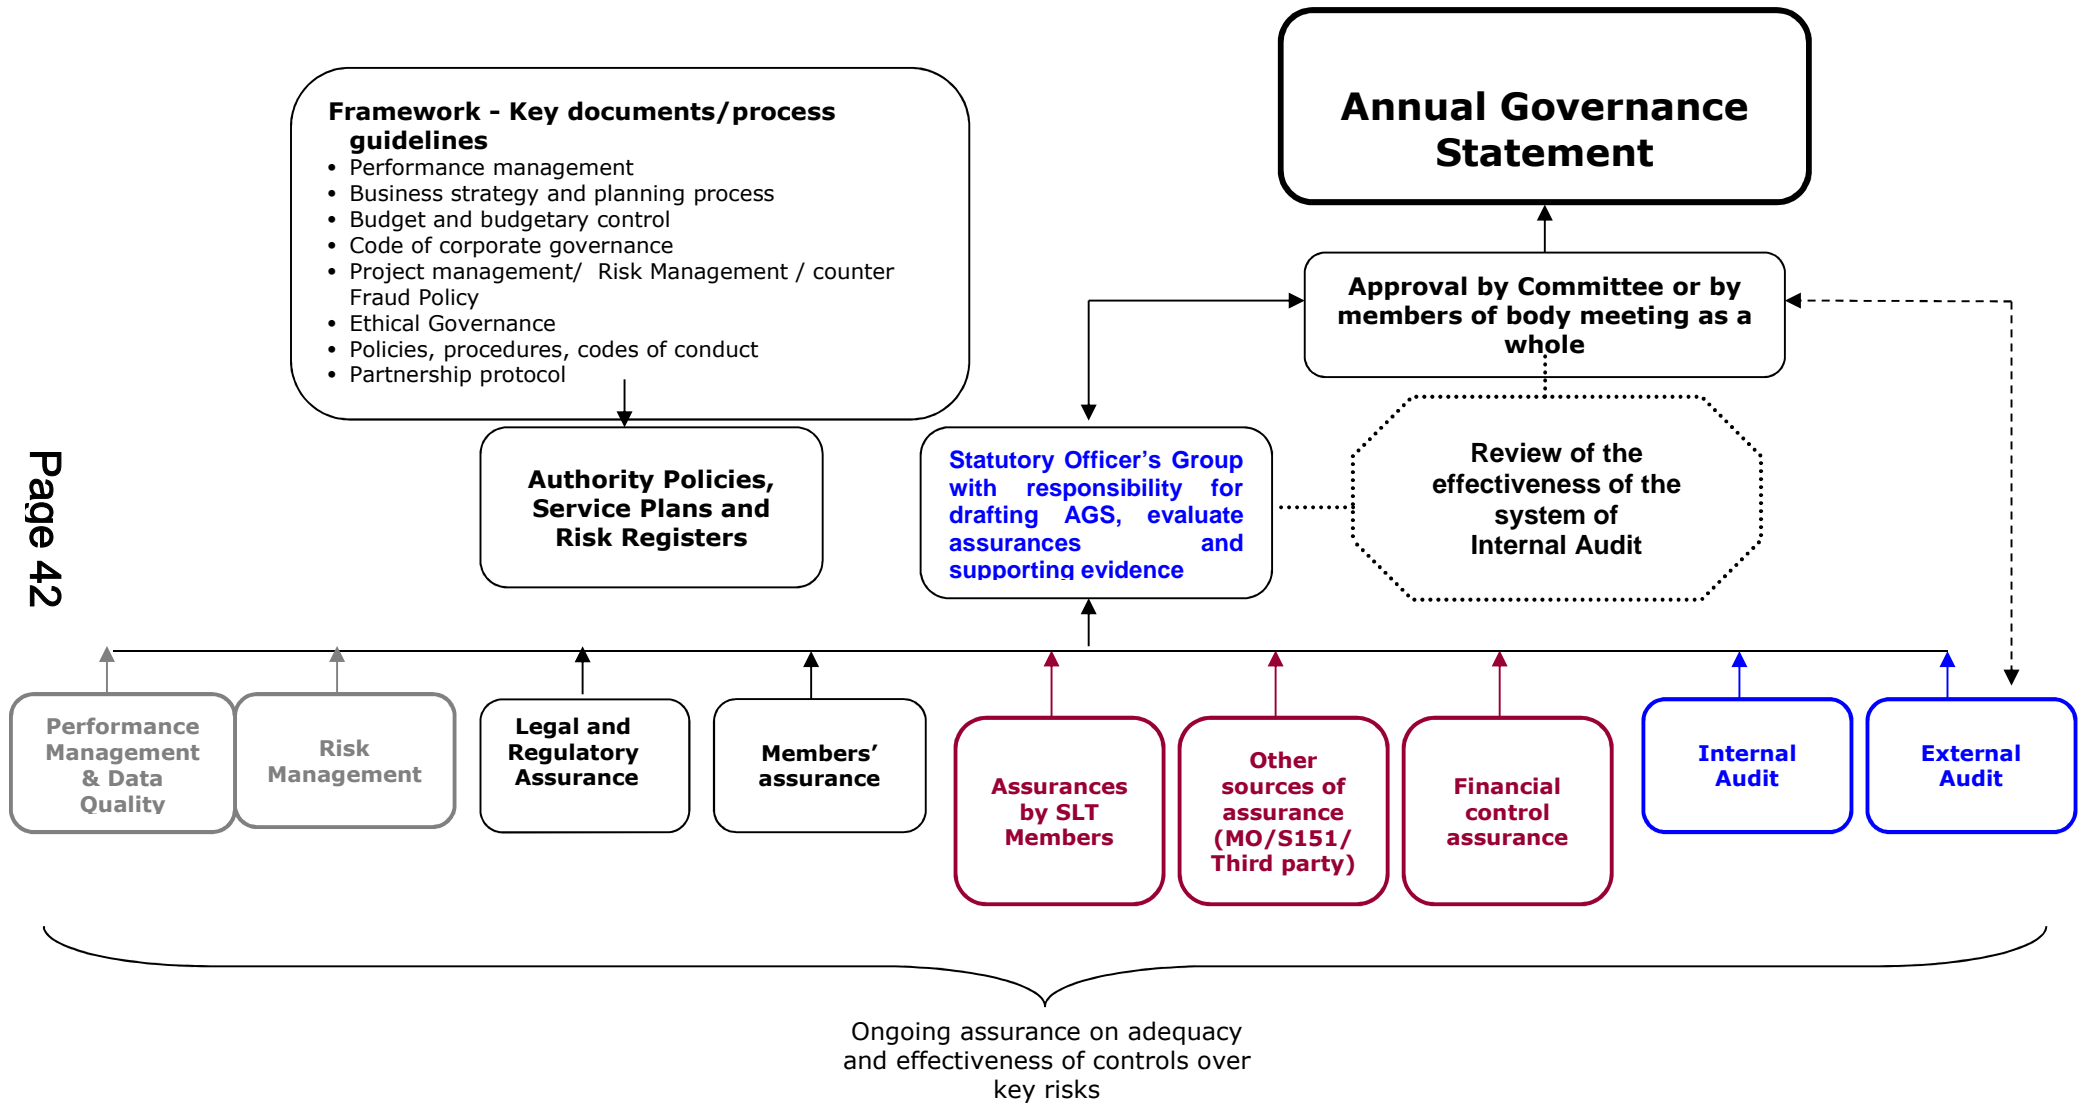 Annual Governance
Statement
Framework - Key documents/process
guidelines
• Performance management
• Business strategy and planning process
• Budget and budgetary control
• Code of corporate governance
• Project management/ Risk Management / counter
Fraud Policy
• Ethical Governance
• Policies, procedures, codes of conduct
• Partnership protocol
Approval by Committee or by
members of body meeting as a
whole
Authority Policies,
Service Plans and
Risk Registers
Statutory Officer’s Group
with responsibility for
drafting AGS, evaluate
assurances and
supporting evidence
Review of the
effectiveness of the
system of
Internal Audit
Page 42
Performance
Management
& Data
Quality
Risk
Management
Legal and
Regulatory
Assurance
Members’
assurance
Assurances
by SLT
Members
Other
sources of
assurance
(MO/S151/
Third party)
Financial
control
assurance
Internal
Audit
External
Audit
Ongoing assurance on adequacy
and effectiveness of controls over
key risks